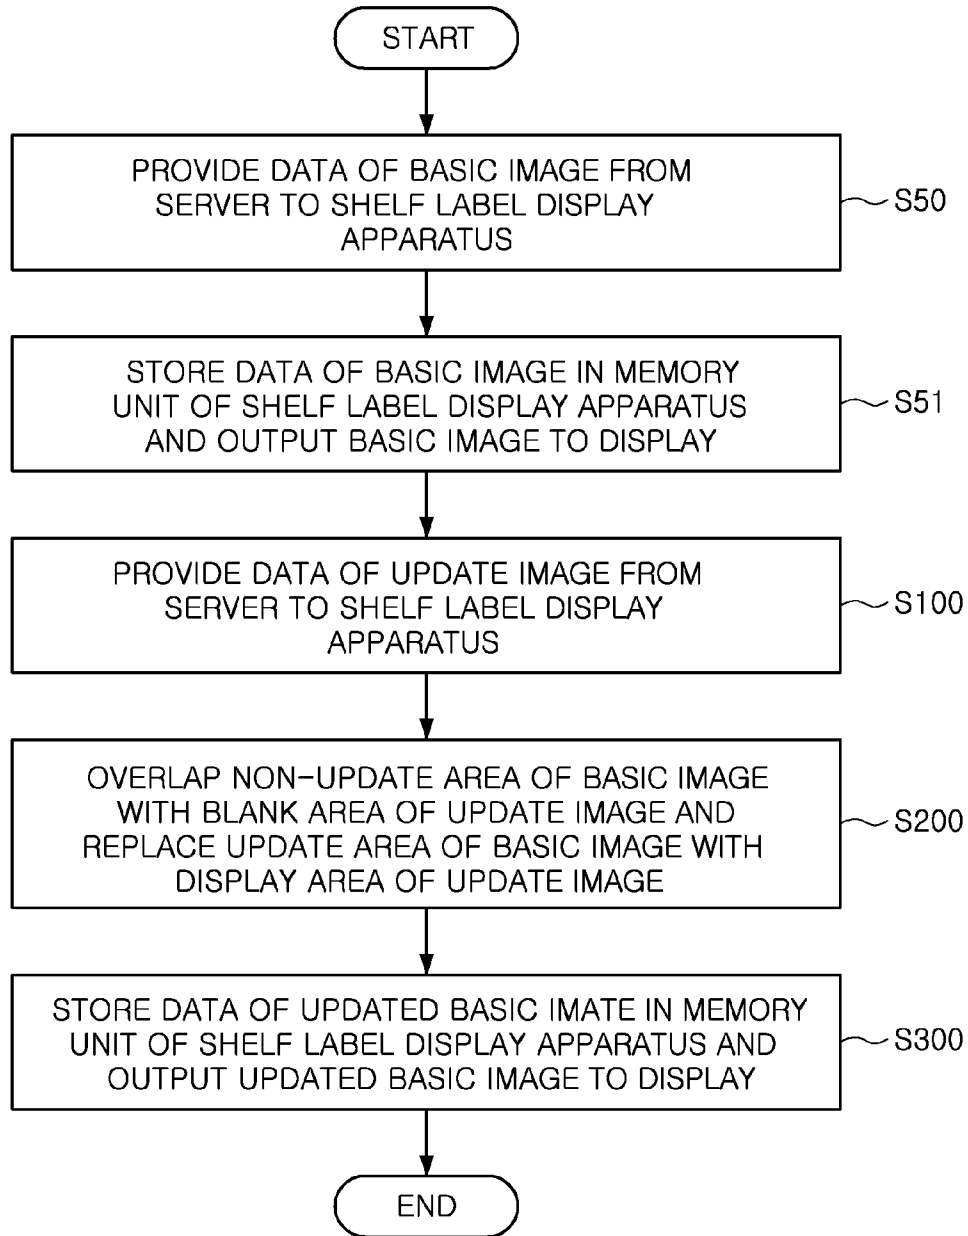 START
PROVIDE DATA OF BASIC IMAGE FROM
SERVER TO SHELF LABEL DISPLAY
APPARATUS
S50
STORE DATA OF BASIC IMAGE IN MEMORY
UNIT OF SHELF LABEL DISPLAY APPARATUS
AND OUTPUT BASIC IMAGE TO DISPLAY
S51
PROVIDE DATA OF UPDATE IMAGE FROM
SERVER TO SHELF LABEL DISPLAY
APPARATUS
S100
OVERLAP NON-UPDATE AREA OF BASIC IMAGE
WITH BLANK AREA OF UPDATE IMAGE AND
REPLACE UPDATE AREA OF BASIC IMAGE WITH
DISPLAY AREA OF UPDATE IMAGE
S200
STORE DATA OF UPDATED BASIC IMATE IN MEMORY
UNIT OF SHELF LABEL DISPLAY APPARATUS AND
OUTPUT UPDATED BASIC IMAGE TO DISPLAY
S300
END